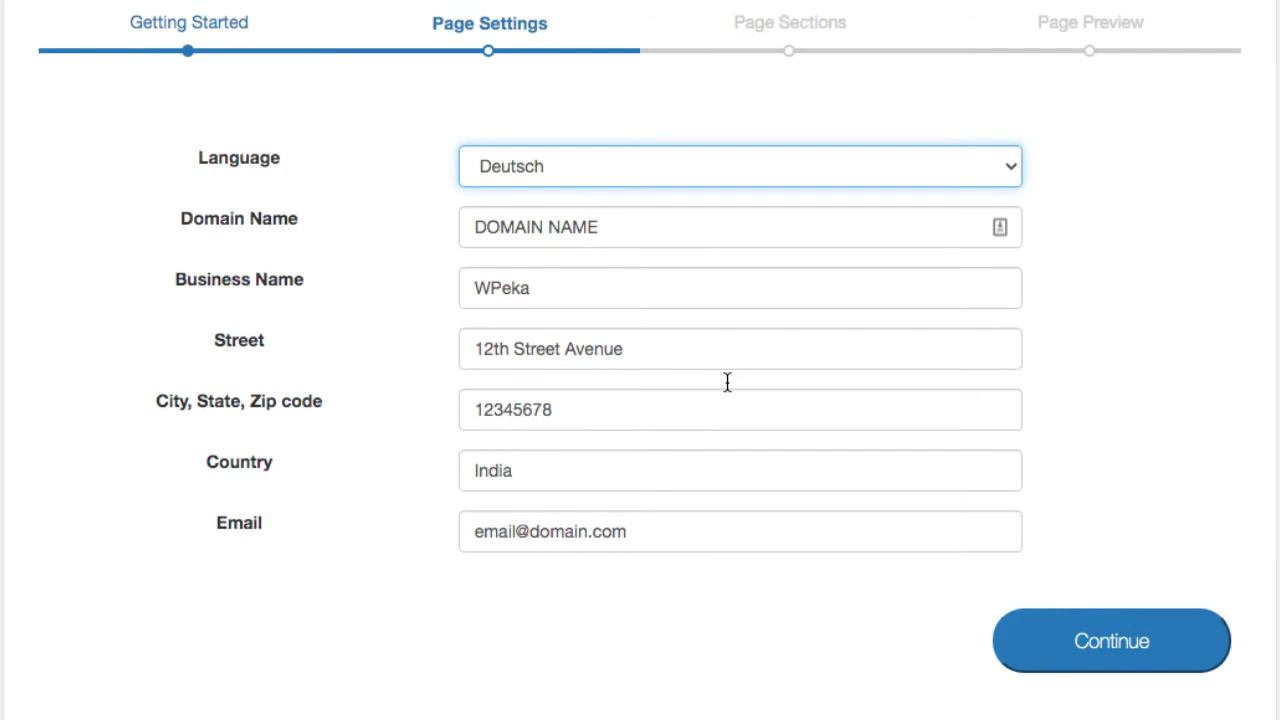 Getting Started Page Settings Page Sections Page Preview
Language Deutsch
Domain Name DOMAIN NAME
Business Name WPeka
Street 12th Street Avenue
City, State, Zip code 12345678
Country India
Email email@domain.com
Continue